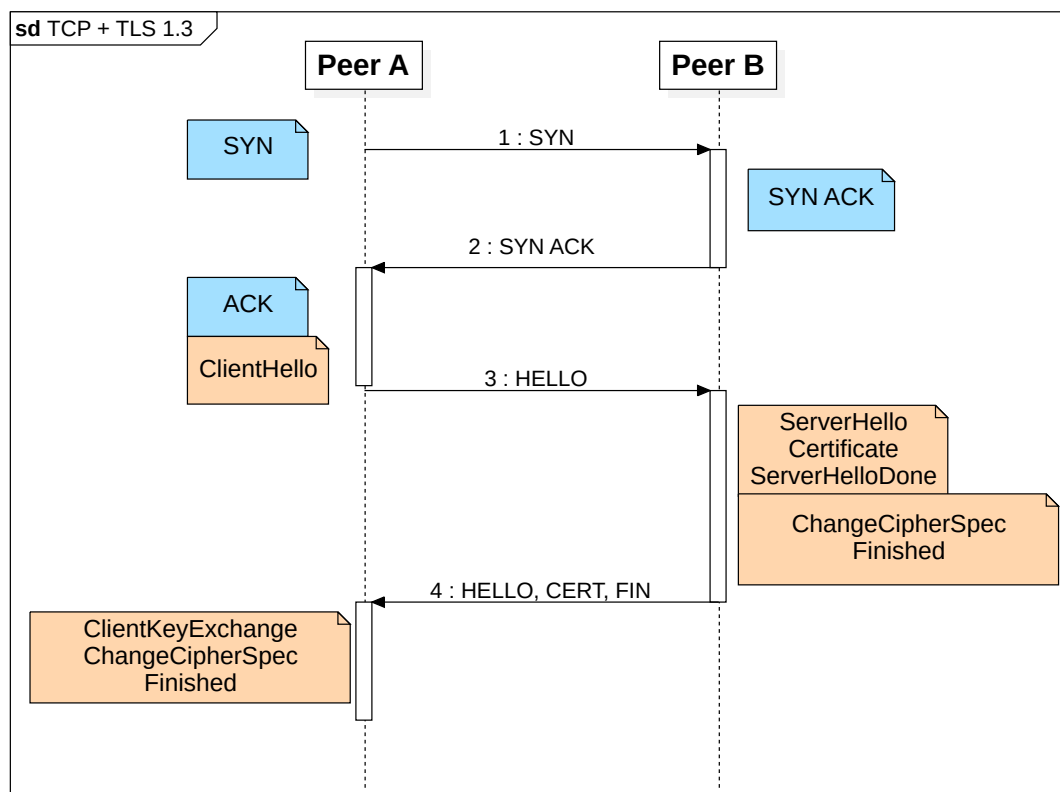 sd TCP + TLS 1.3
Peer A
Peer B
SYN
1 : SYN
SYN ACK
2 : SYN ACK
ACK
ClientHello
3 : HELLO
ServerHello
Certificate
ServerHelloDone
ChangeCipherSpec
Finished
4 : HELLO, CERT, FIN
ClientKeyExchange
ChangeCipherSpec
Finished